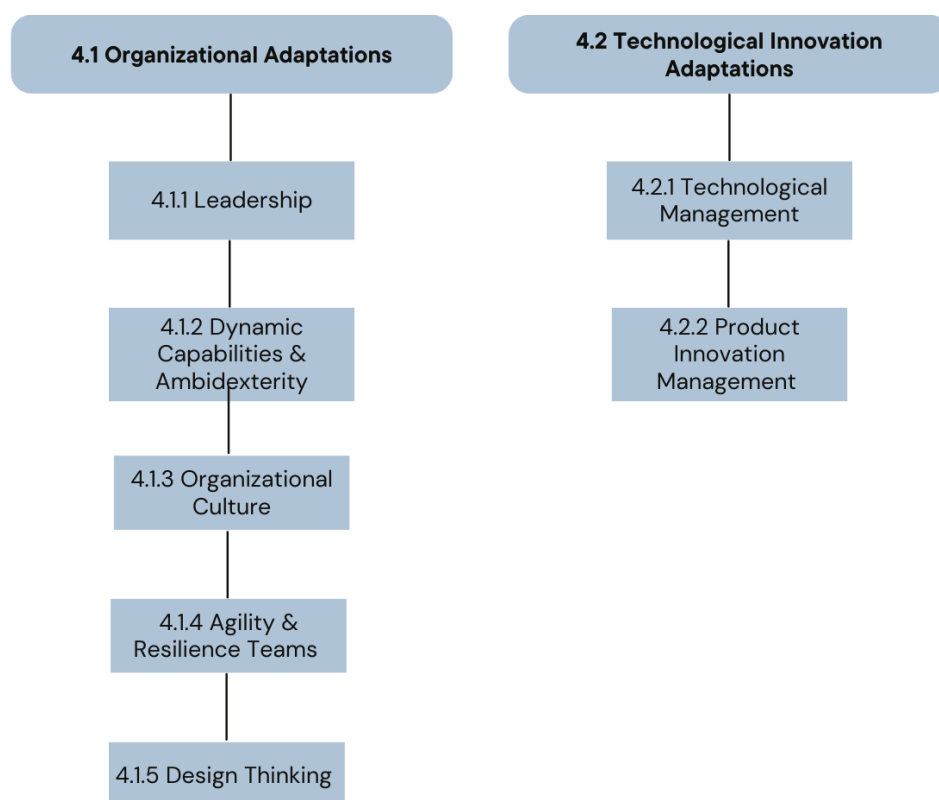 4.1 Organizational Adaptations
4.1.1 Leadership
4.1.2 Dynamic
Capabilities &
Ambidexterity
4.1.3 Organizational
Culture
4.1.4 Agility &
Resilience Teams
4.1.5 Design Thinking
4.2 Technological Innovation
Adaptations
4.2.1 Technological
Management
4.2.2 Product
Innovation
Management